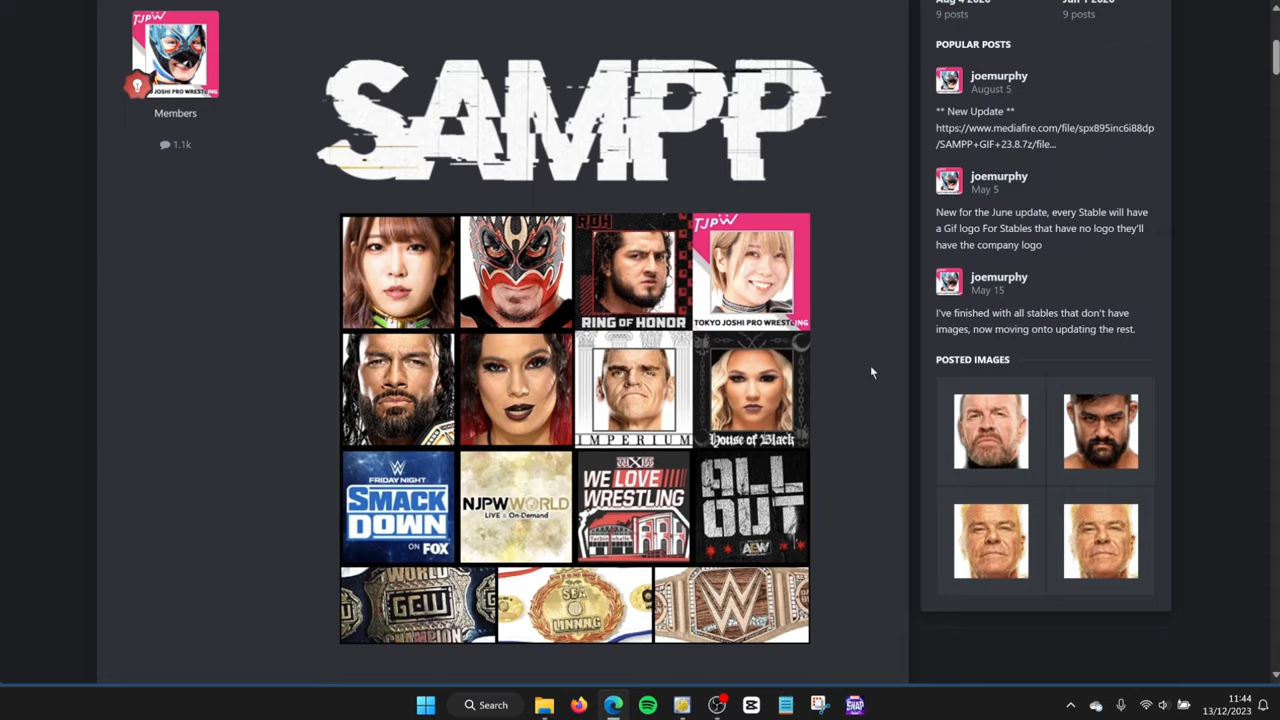 TJPW
JOSHI PRO WRESTLING
Members
1.1k
SAMPP
ROH
RING OF HONOR
TJPW
TOKYO JOSHI PRO WRESTLING
IMPERIUM
House of Black
W
FRIDAY NIGHT
SMACK
DOWN
ON FOX
NJPWWORLD
LIVE & On-Demand
WE LOVE
WRESTLING
ALL
OUT
AEW
WORLD
GCW
CHAMPION
SEA
LINNNG
W
Aug 4 2020
9 posts
Jun 1 2020
9 posts
POPULAR POSTS
joemurphy
August 5
** New Update **
https://www.mediafire.com/file/spx895inc6i88dp
/SAMPP+GIF+23.8.7z/file...
joemurphy
May 5
New for the June update, every Stable will have
a Gif logo For Stables that have no logo they'll
have the company logo
joemurphy
May 15
I've finished with all stables that don't have
images, now moving onto updating the rest.
POSTED IMAGES
Search
SNAP
11:44
13/12/2023